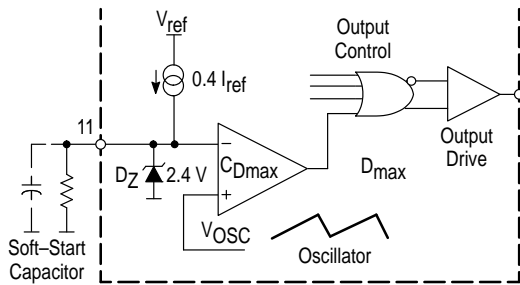 Vref
Output
Control
0.4 Iref
11
–
DZ
2.4 V
CDmax
Dmax
Output
Drive
+
VOSC
Oscillator
Soft–Start
Capacitor